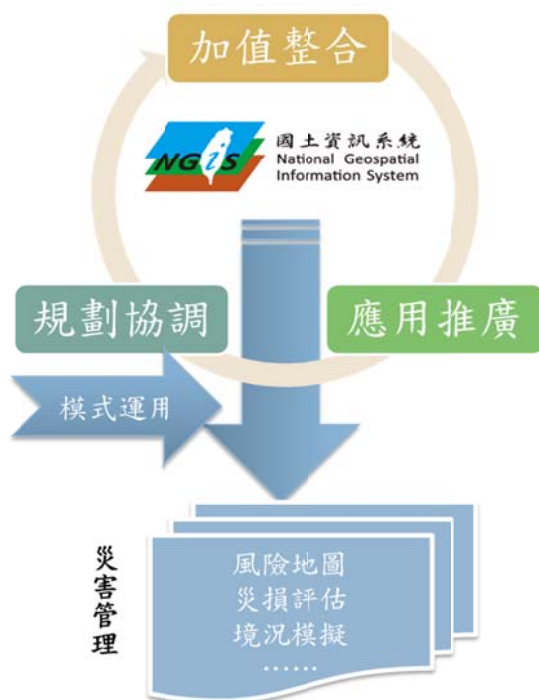 加值整合
NGiS
國土資訊系統
National Geospatial
Information System
規劃協調
應用推廣
模式運用
災害管理
風險地圖
災損評估
境況模擬
……